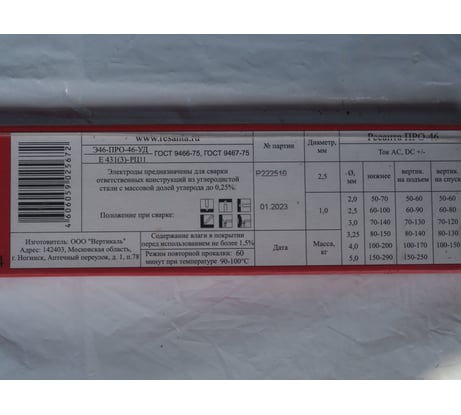 www.resanta.ru
Э46-ПРО-46-УД
Е 431(3)-РЦ11
ГОСТ 9466-75, ГОСТ 9467-75
Электроды предназначены для сварки
ответственных конструкций из углеродистой
стали с массовой долей углерода до 0,25%.
Положение при сварке:
Изготовитель: ООО "Вертикаль"
Адрес: 142403, Московская область,
г. Ногинск, Аптечный переулок, д. 1, п.78
Содержание влаги в покрытии
перед использованием не более 1,5%
Режим повторной прокалки: 60
минут при температуре 90-100°С
4606059025672
№ партии
Р222516
01.2023
Дата
Диаметр,
мм
2,5
1,0
Масса,
кг
Ресанта ПРО-46
Ток АС, DC +/-
Ø, мм нижнее вертик. на подъем вертик. на спуск
2,0 50-70 50-60 50-60
2,5 60-100 60-90 60-80
3,0 70-140 70-130 70-120
3,25 80-150 80-140 80-130
4,0 100-200 100-170 100-150
5,0 150-290 150-250 -